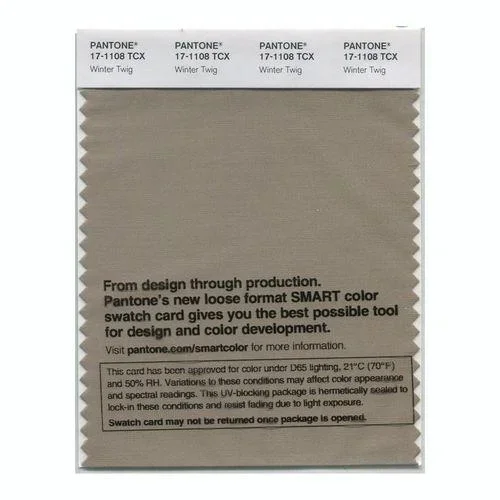 PANTONE® PANTONE® PANTONE® PANTONE®
17-1108 TCX 17-1108 TCX 17-1108 TCX 17-1108 TCX
Winter Twig Winter Twig Winter Twig Winter Twig
From design through production.
Pantone's new loose format SMART color
swatch card gives you the best possible tool
for design and color development.
Visit pantone.com/smartcolor for more information.
This card has been approved for color under D65 lighting, 21°C (70°F)
and 50% RH. Variations to these conditions may affect color appearance
and spectral readings. This UV-blocking package is hermetically sealed to
lock-in these conditions and resist fading due to light exposure.
Swatch card may not be returned once package is opened.